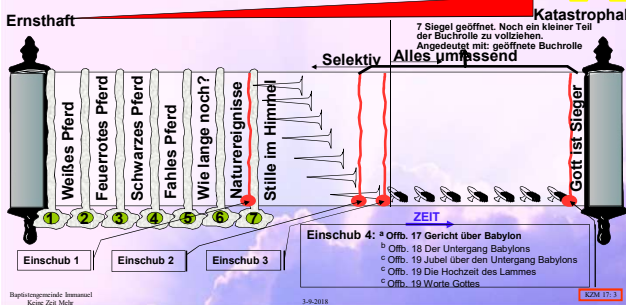 Ernsthaft
Katastrophal
7 Siegel geöffnet. Noch ein kleiner Teil
der Buchrolle zu vollziehen.
Angedeutet mit: geöffnete Buchrolle
Selektiv
Alles umfassend
Weißes Pferd
Feuerrotes Pferd
Schwarzes Pferd
Fahles Pferd
Wie lange noch?
Naturereignisse
Stille im Himmel
Gott ist Sieger
1 2 3 4 5 6 7
ZEIT
Einschub 1
Einschub 2
Einschub 3
Einschub 4: a Offb. 17 Gericht über Babylon
b Offb. 18 Der Untergang Babylons
c Offb. 19 Jubel über den Untergang Babylons
c Offb. 19 Die Hochzeit des Lammes
c Offb. 19 Worte Gottes
Baptistengemeinde Immanuel
Keine Zeit Mehr
3-9-2018
KZM 17: 3